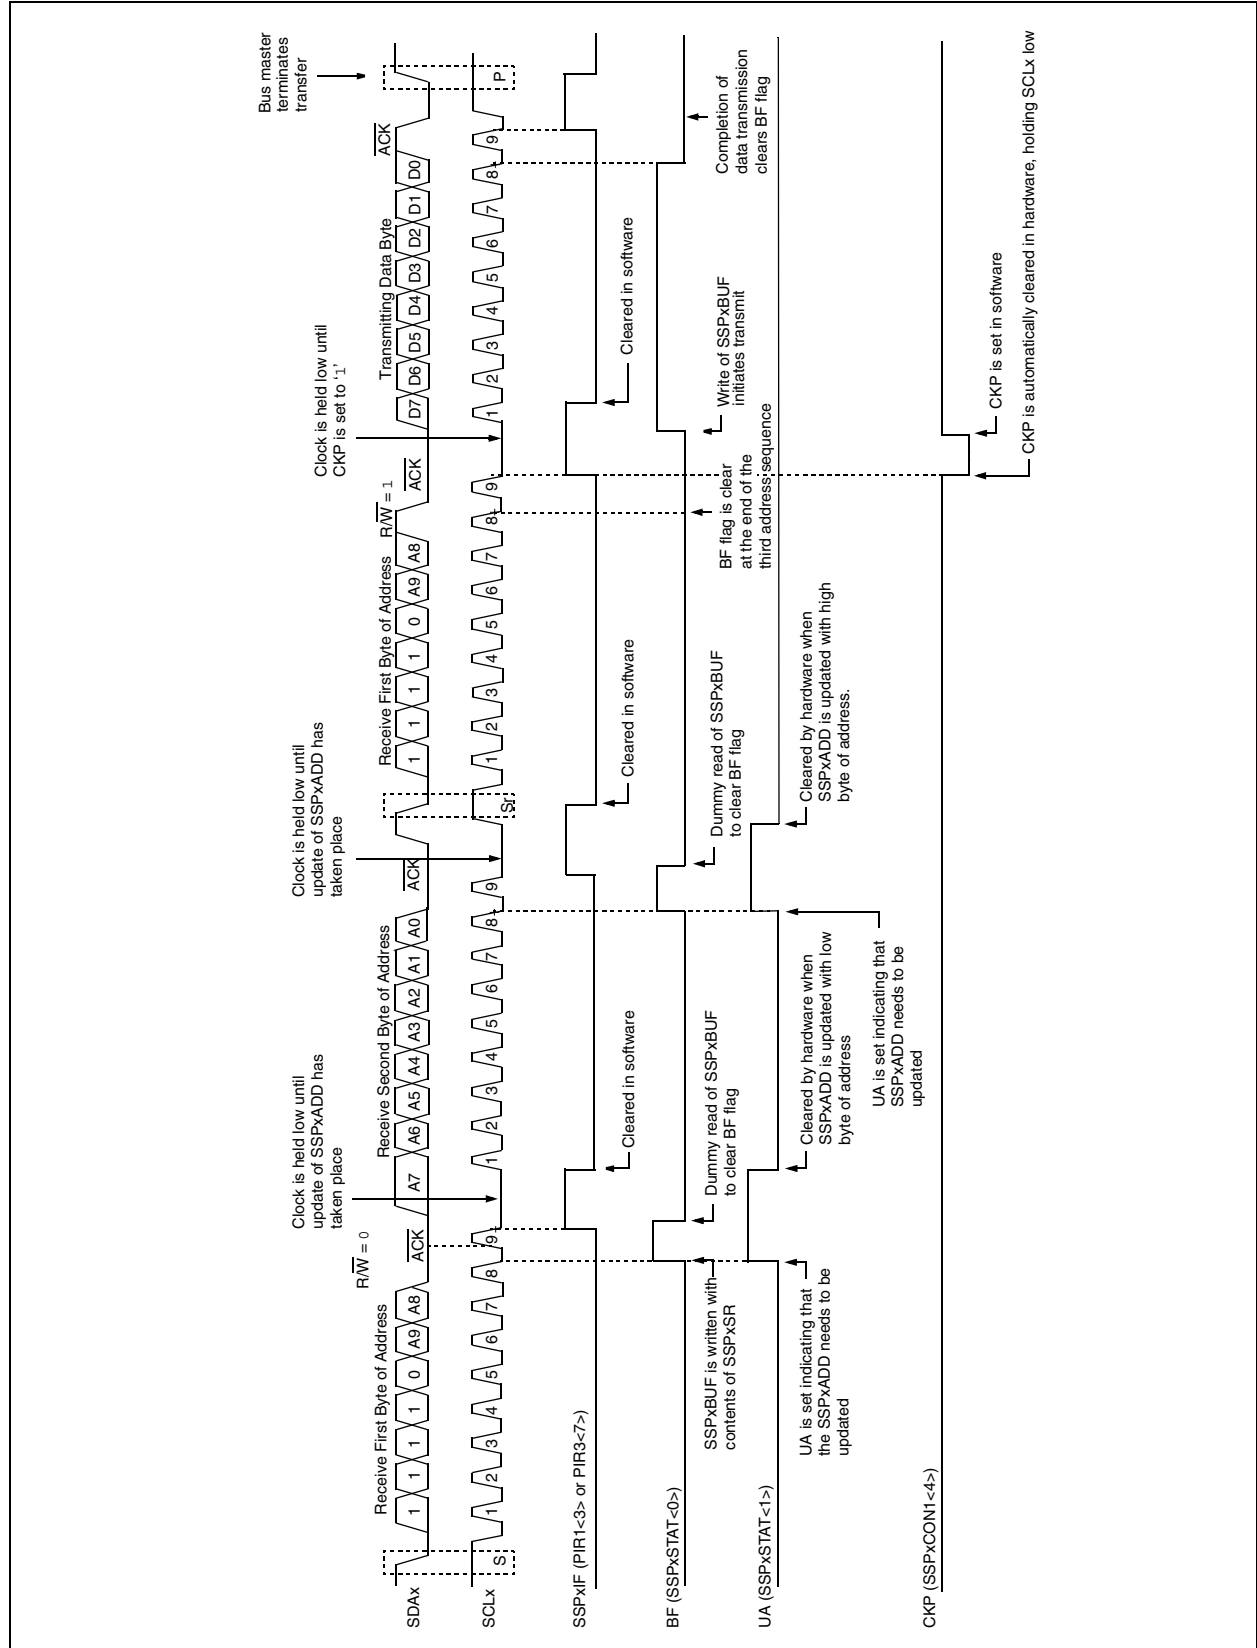 Bus master
terminates
transfer
Clock is held low until
CKP is set to ‘1’
Clock is held low until
update of SSPxADD has
taken place
Clock is held low until
update of SSPxADD has
taken place
R/W = 0
R/W = 1
Receive First Byte of Address
Receive Second Byte of Address
Receive First Byte of Address
Transmitting Data Byte
ACK
ACK
ACK
ACK
SDAx
1 1 1 1 0 A9 A8
A7 A6 A5 A4 A3 A2 A1 A0
1 1 1 1 0 A9 A8
D7 D6 D5 D4 D3 D2 D1 D0
SCLx
S
1 2 3 4 5 6 7 8 9
1 2 3 4 5 6 7 8 9
Sr
1 2 3 4 5 6 7 8 9
1 2 3 4 5 6 7 8 9
P
SSPxIF (PIR1<3> or PIR3<7>)
Cleared in software
Cleared in software
Cleared in software
BF (SSPxSTAT<0>)
SSPxBUF is written with
contents of SSPxSR
Dummy read of SSPxBUF
to clear BF flag
Dummy read of SSPxBUF
to clear BF flag
BF flag is clear
at the end of the
third address sequence
Write of SSPxBUF
initiates transmit
Completion of
data transmission
clears BF flag
UA (SSPxSTAT<1>)
UA is set indicating that
the SSPxADD needs to be
updated
Cleared by hardware when
SSPxADD is updated with low
byte of address
UA is set indicating that
SSPxADD needs to be
updated
Cleared by hardware when
SSPxADD is updated with high
byte of address.
CKP (SSPxCON1<4>)
CKP is set in software
CKP is automatically cleared in hardware, holding SCLx low